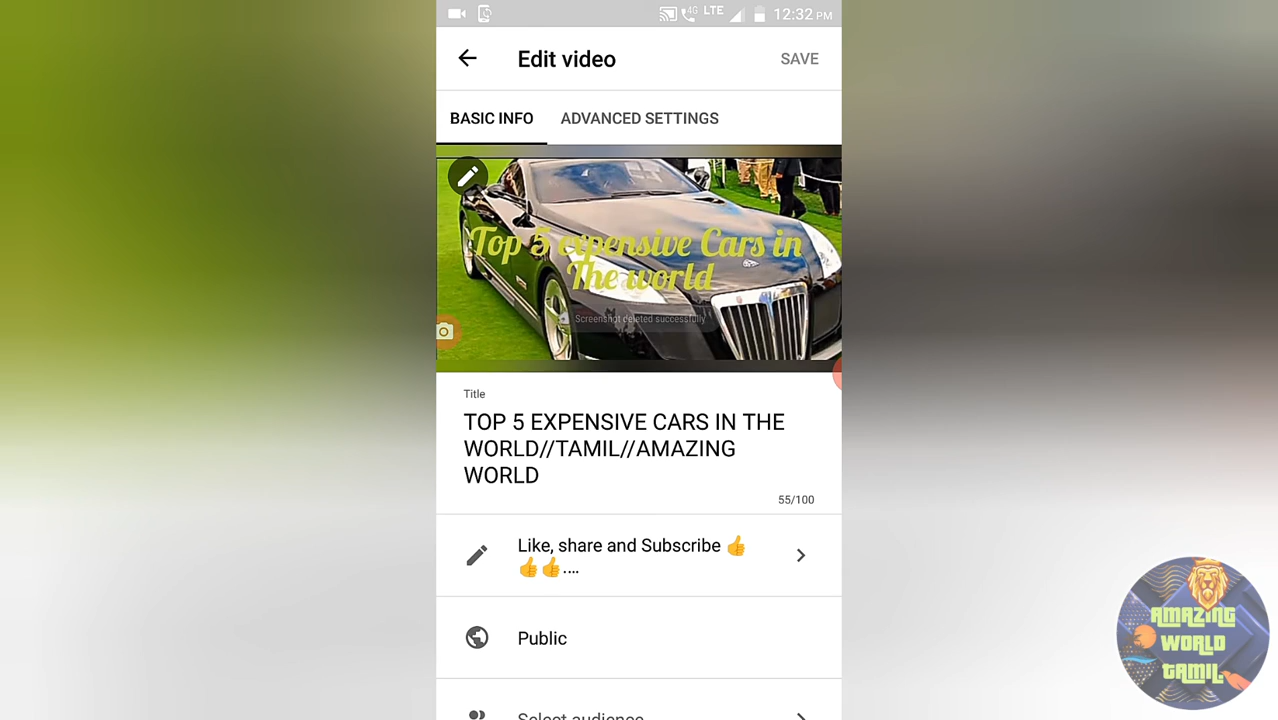 4G LTE 12:32 PM
Edit video
SAVE
BASIC INFO ADVANCED SETTINGS
Top 5 expensive Cars in
The world
Screenshot deleted successfully
Title
TOP 5 EXPENSIVE CARS IN THE
WORLD//TAMIL//AMAZING
WORLD
55/100
Like, share and Subscribe 👍
👍👍....
Public
Select audience
AMAZING
WORLD
TAMIL